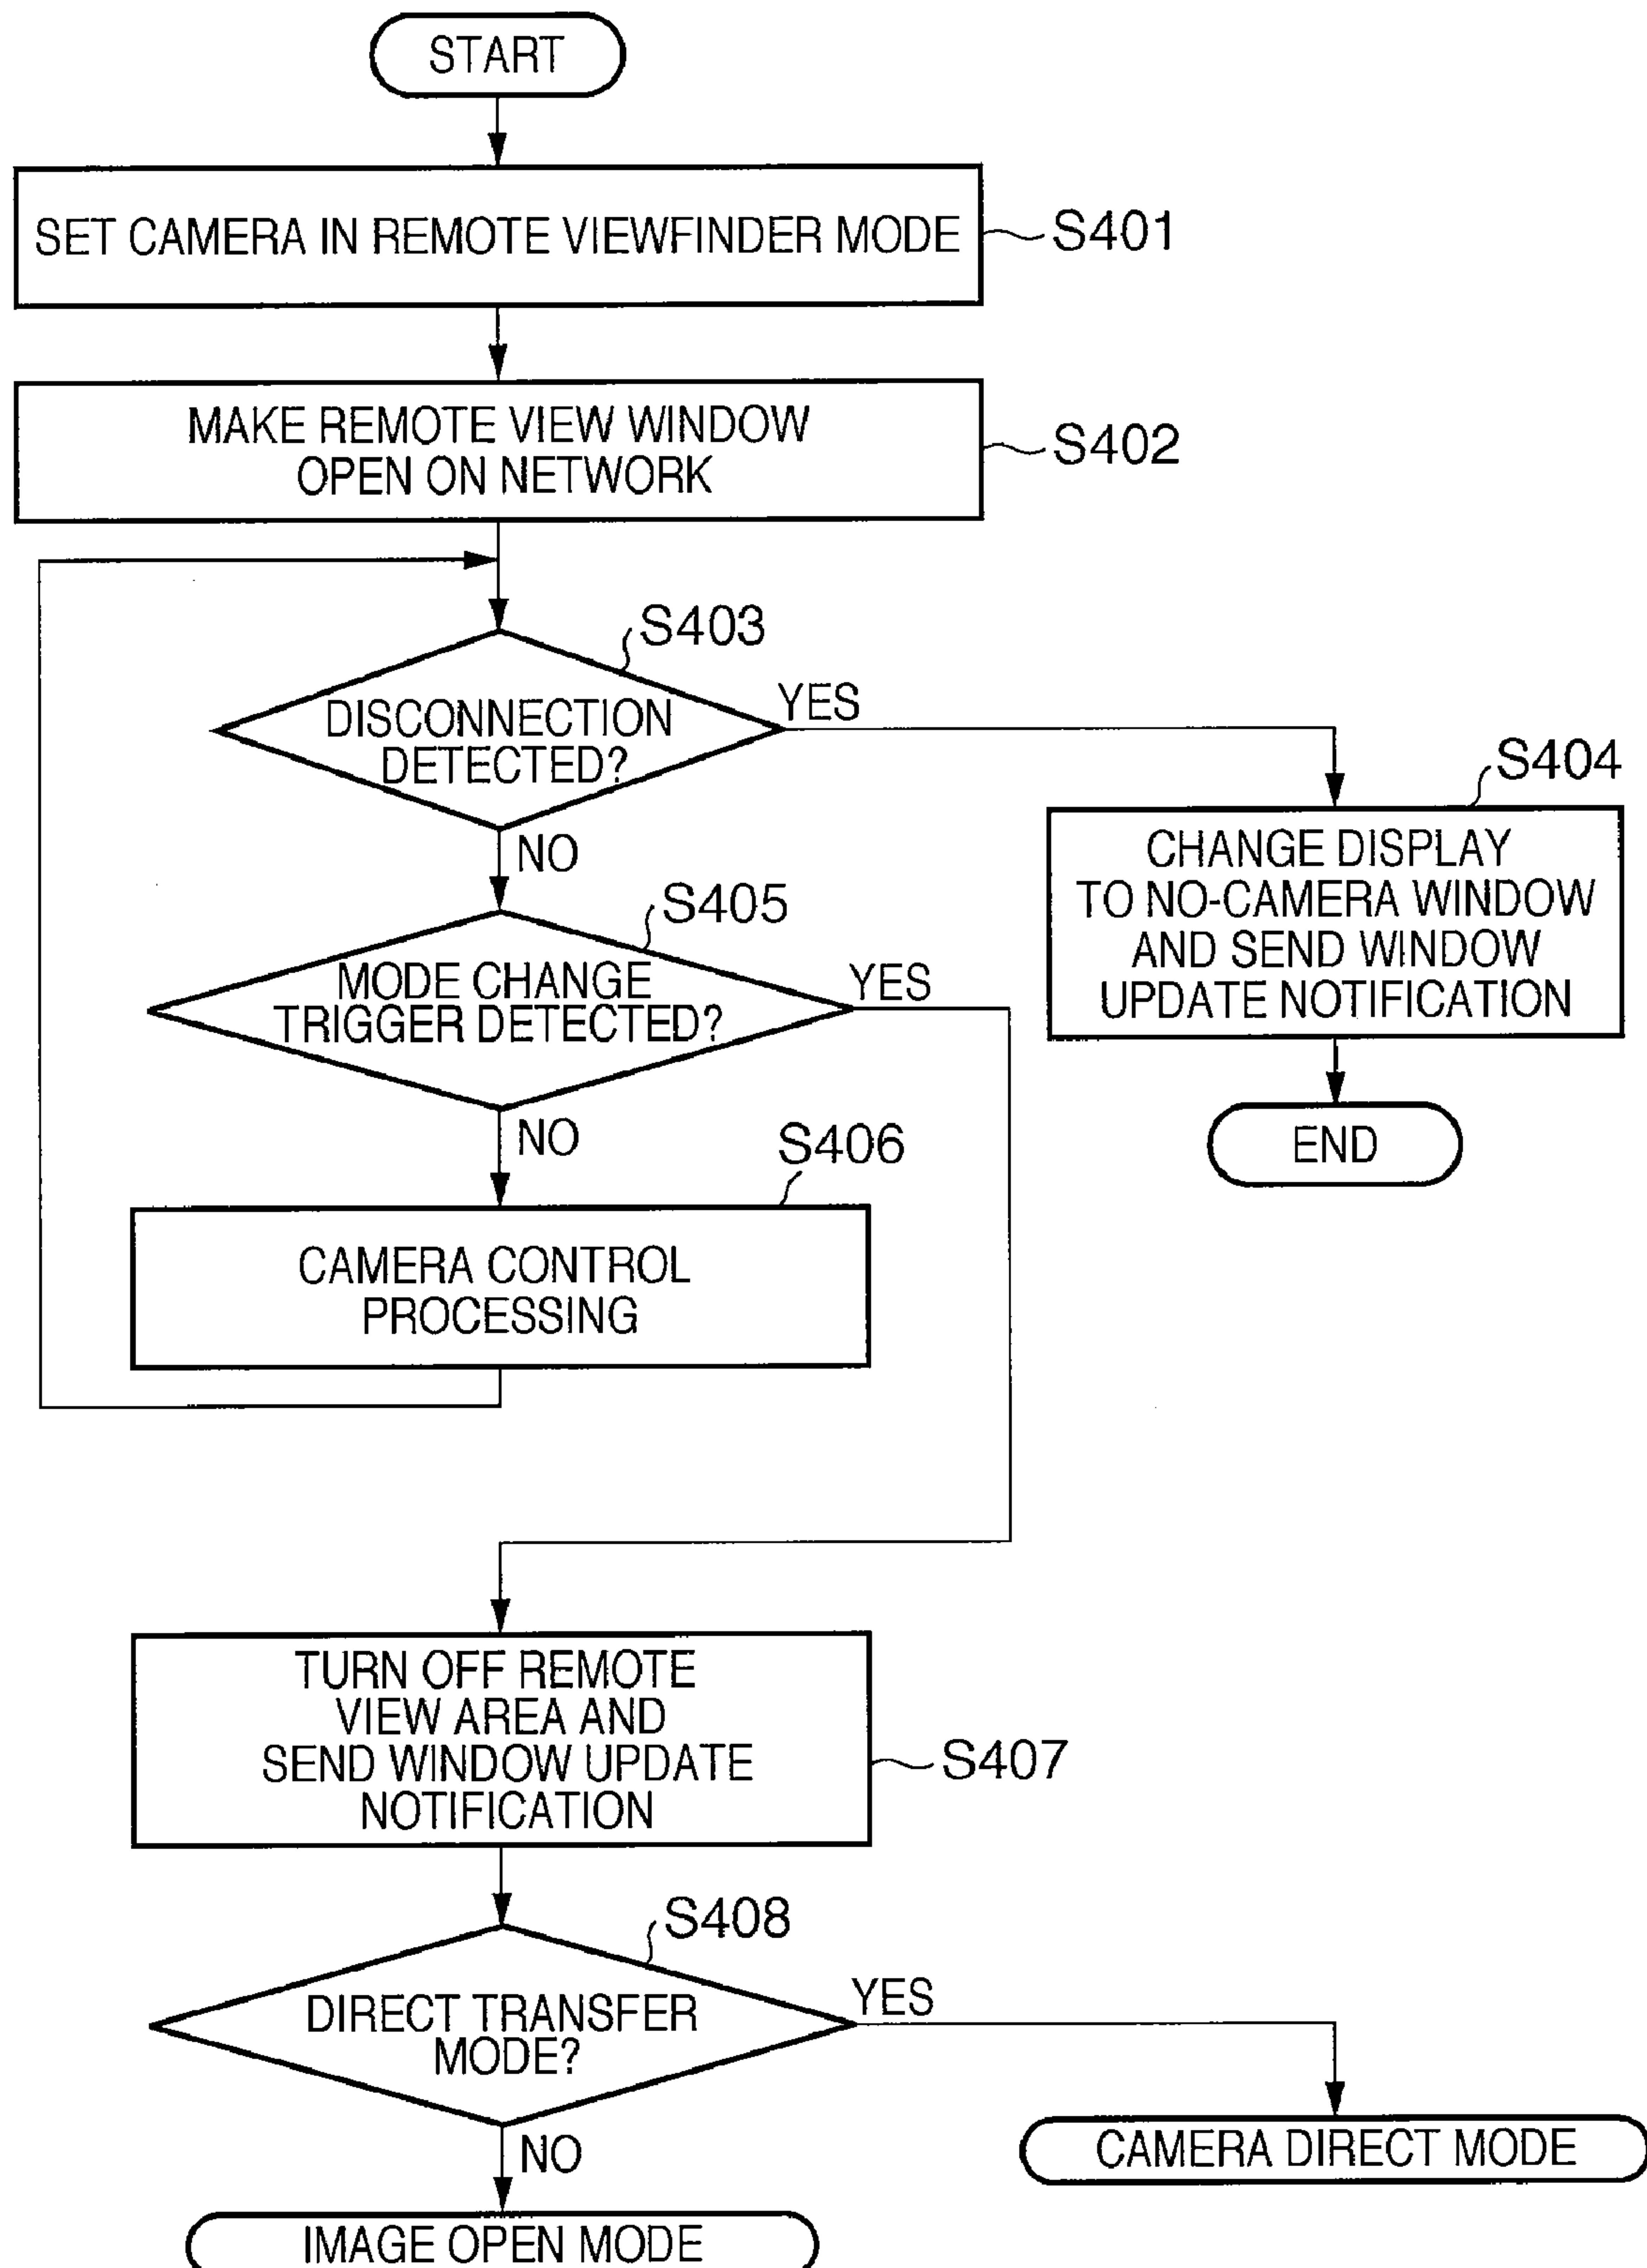 START
SET CAMERA IN REMOTE VIEWFINDER MODE
S401
MAKE REMOTE VIEW WINDOW
OPEN ON NETWORK
S402
S403
DISCONNECTION
DETECTED?
YES
NO
S404
CHANGE DISPLAY
TO NO-CAMERA WINDOW
AND SEND WINDOW
UPDATE NOTIFICATION
END
S405
MODE CHANGE
TRIGGER DETECTED?
YES
NO
S406
CAMERA CONTROL
PROCESSING
TURN OFF REMOTE
VIEW AREA AND
SEND WINDOW UPDATE
NOTIFICATION
S407
S408
DIRECT TRANSFER
MODE?
YES
NO
CAMERA DIRECT MODE
IMAGE OPEN MODE